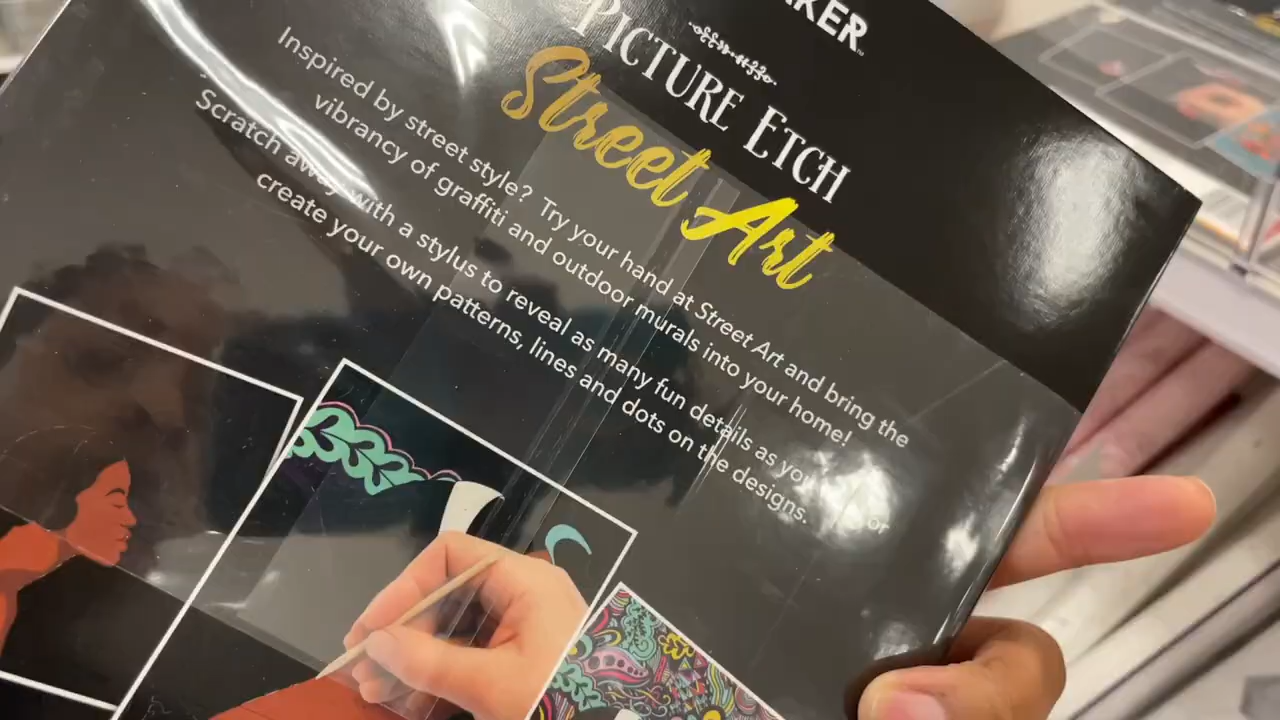 PICTURE ETCH
Street Art
Inspired by street style? Try your hand at Street Art and bring the
vibrancy of graffiti and outdoor murals into your home!
Scratch away with a stylus to reveal as many fun details as you or
create your own patterns, lines and dots on the designs.